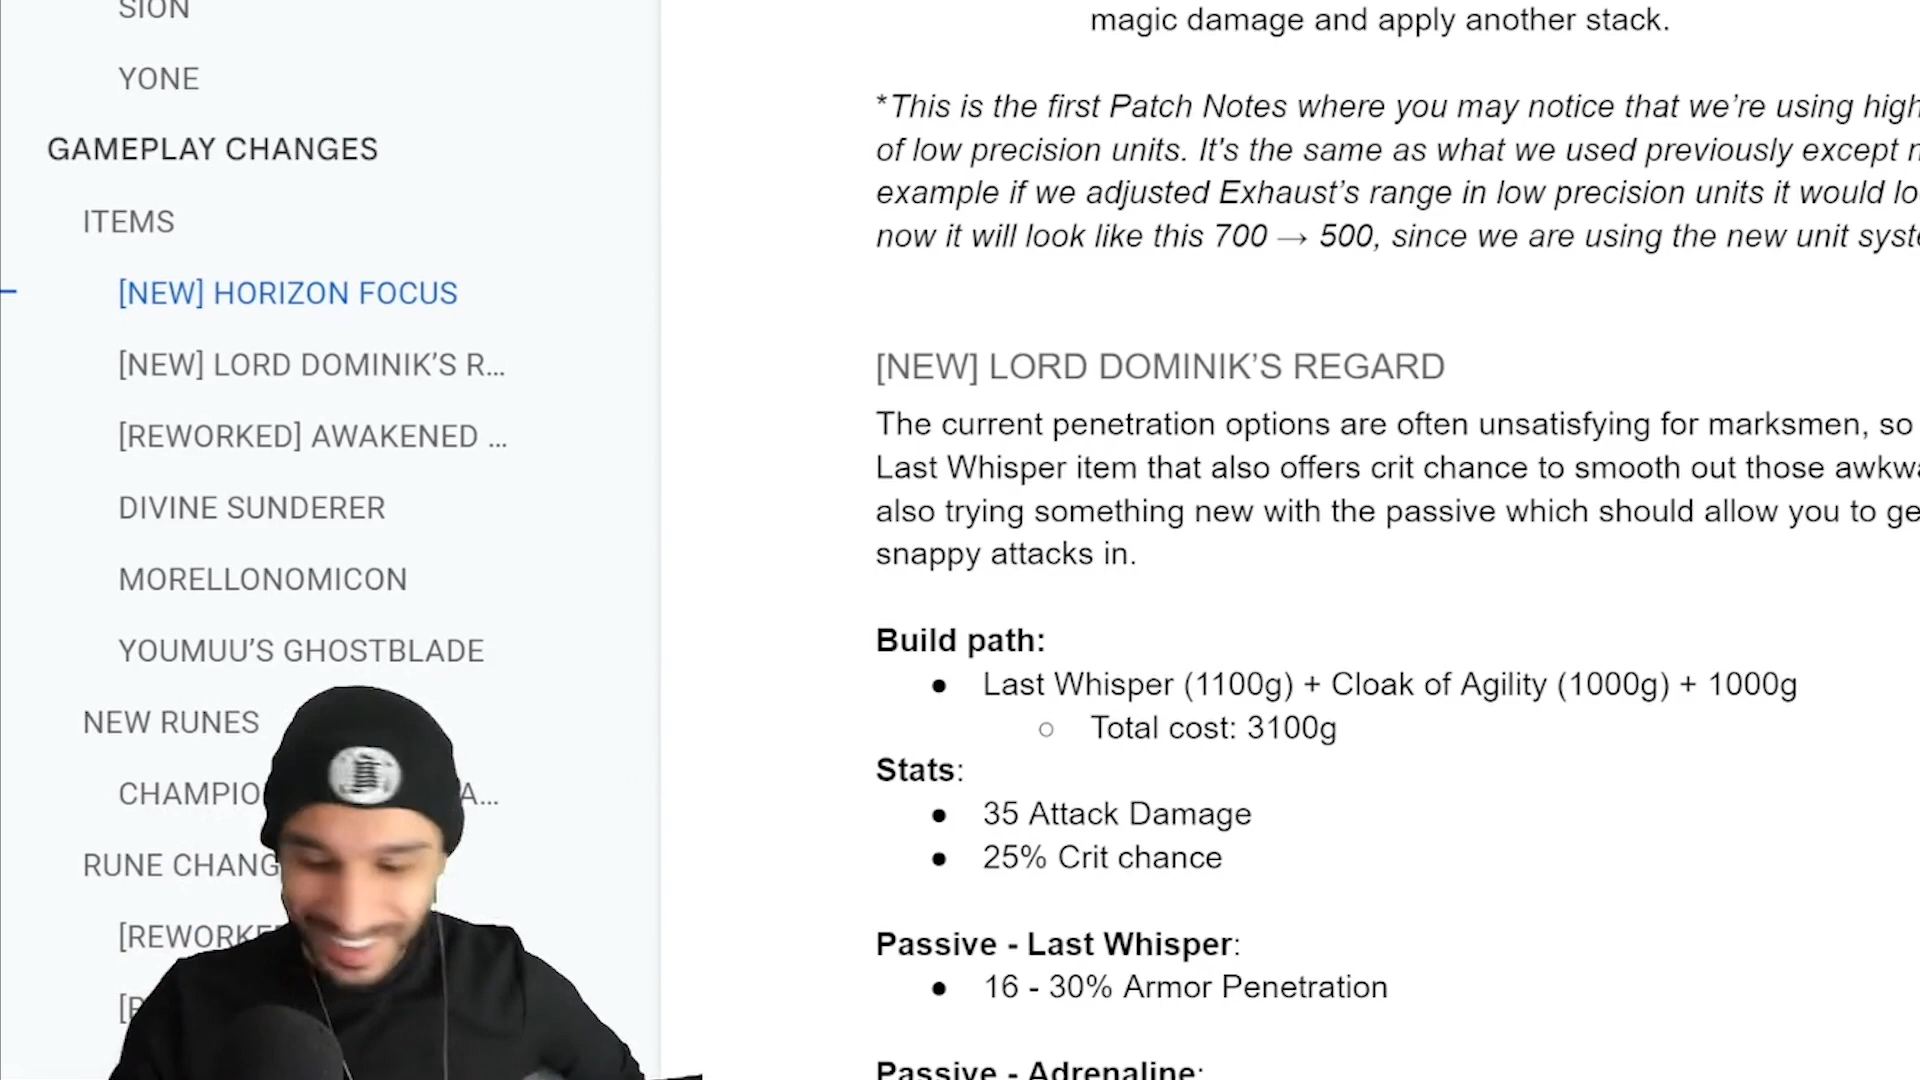 SION
YONE
GAMEPLAY CHANGES
ITEMS
[NEW] HORIZON FOCUS
[NEW] LORD DOMINIK’S R...
[REWORKED] AWAKENED ...
DIVINE SUNDERER
MORELLONOMICON
YOUMUU’S GHOSTBLADE
NEW RUNES
CHAMPIO A...
RUNE CHANG
[REWORKE
magic damage and apply another stack.
*This is the first Patch Notes where you may notice that we’re using high
of low precision units. It's the same as what we used previously except
example if we adjusted Exhaust’s range in low precision units it would lo
now it will look like this 700 → 500, since we are using the new unit syste
[NEW] LORD DOMINIK’S REGARD
The current penetration options are often unsatisfying for marksmen, so
Last Whisper item that also offers crit chance to smooth out those awkwa
also trying something new with the passive which should allow you to ge
snappy attacks in.
Build path:
● Last Whisper (1100g) + Cloak of Agility (1000g) + 1000g
○ Total cost: 3100g
Stats:
● 35 Attack Damage
● 25% Crit chance
Passive - Last Whisper:
● 16 - 30% Armor Penetration
Passive - Adrenaline: